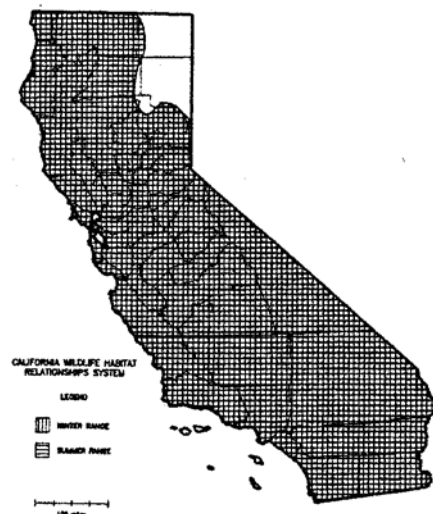 CALIFORNIA WILDLIFE HABITAT
RELATIONSHIPS SYSTEM
LEGEND
WINTER RANGE
SUMMER RANGE